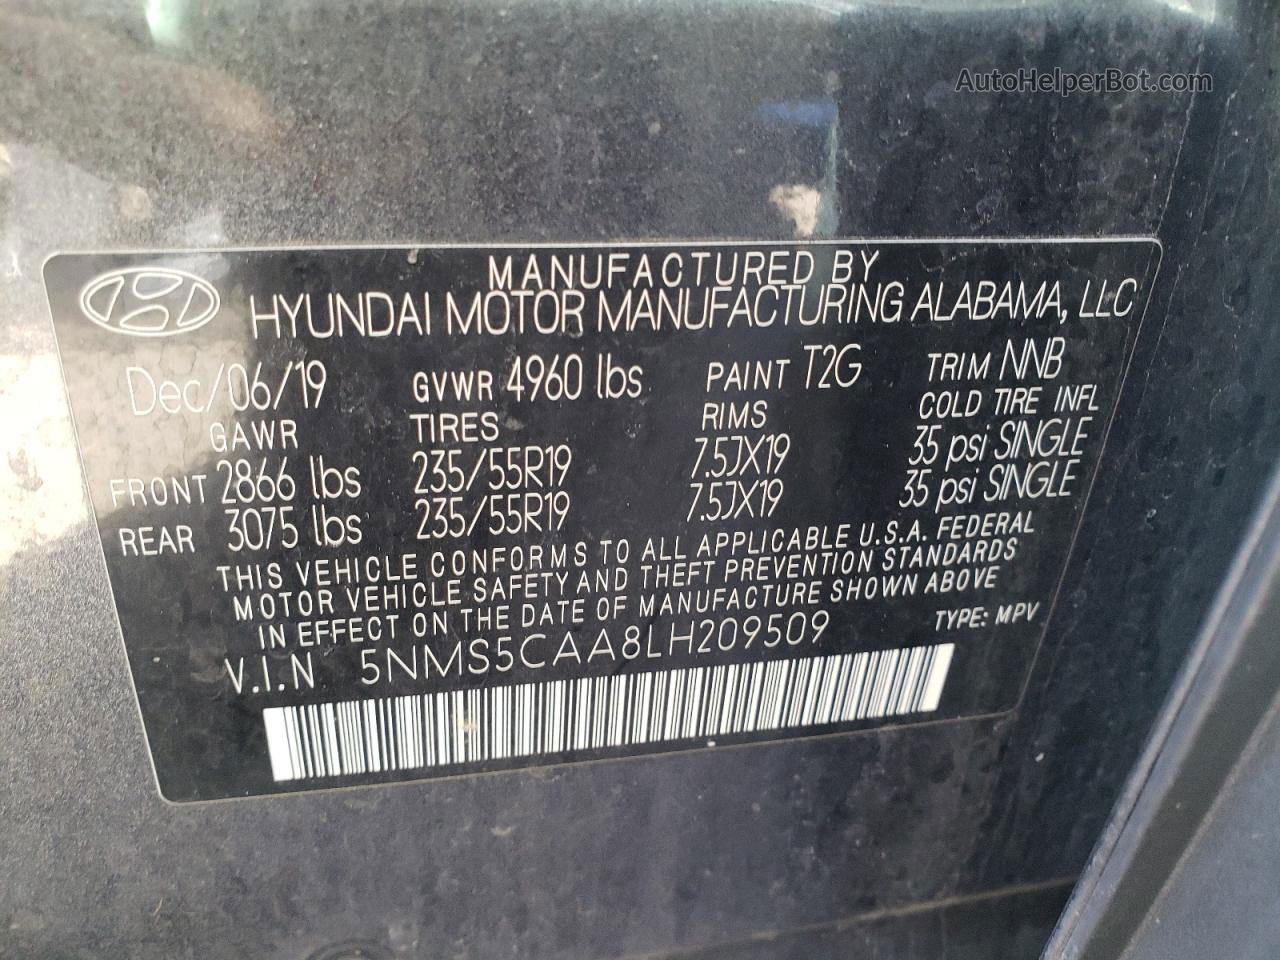 AutoHelperBot.com
MANUFACTURED BY
HYUNDAI MOTOR MANUFACTURING ALABAMA, LLC
Dec/06/19 GVWR 4960 lbs PAINT T2G TRIM NNB
GAWR TIRES RIMS COLD TIRE INFL
FRONT 2866 lbs 235/55R19 7.5JX19 35 psi SINGLE
REAR 3075 lbs 235/55R19 7.5JX19 35 psi SINGLE
THIS VEHICLE CONFORMS TO ALL APPLICABLE U.S.A. FEDERAL
MOTOR VEHICLE SAFETY AND THEFT PREVENTION STANDARDS
IN EFFECT ON THE DATE OF MANUFACTURE SHOWN ABOVE
V.I.N 5NMS5CAA8LH209509 TYPE: MPV